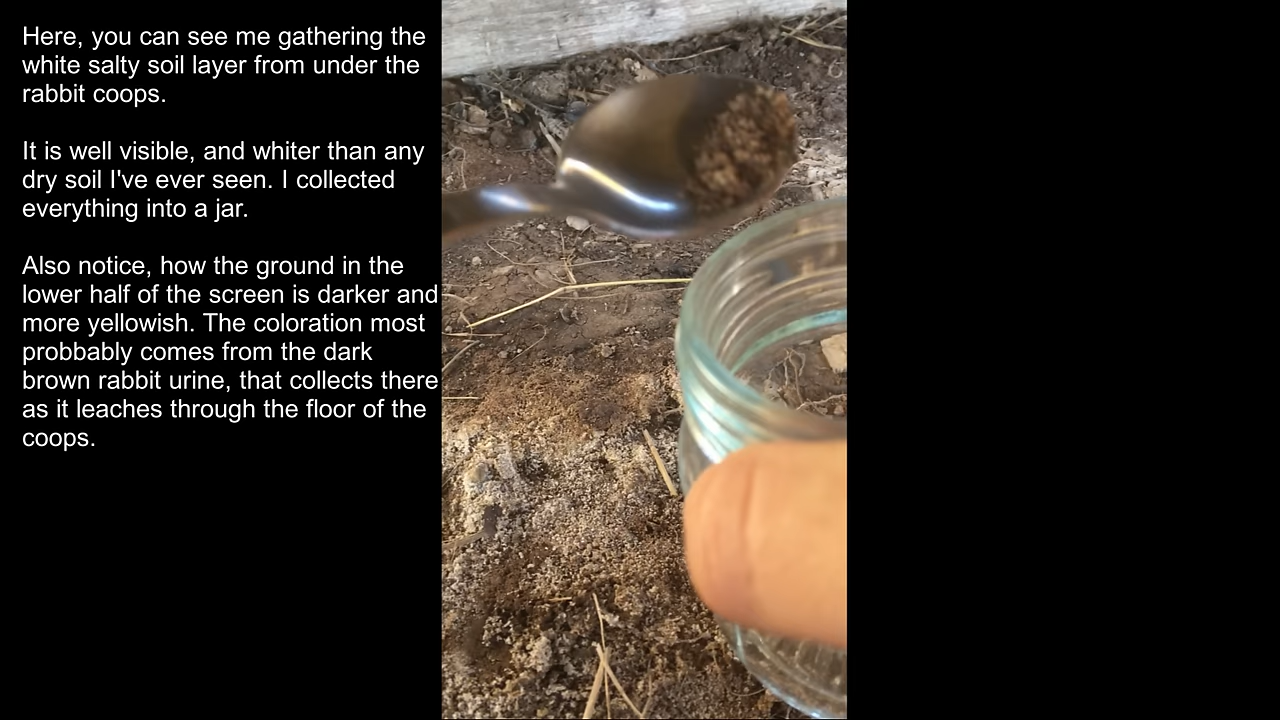 Here, you can see me gathering the
white salty soil layer from under the
rabbit coops.
It is well visible, and whiter than any
dry soil I've ever seen. I collected
everything into a jar.
Also notice, how the ground in the
lower half of the screen is darker and
more yellowish. The coloration most
probbably comes from the dark
brown rabbit urine, that collects there
as it leaches through the floor of the
coops.